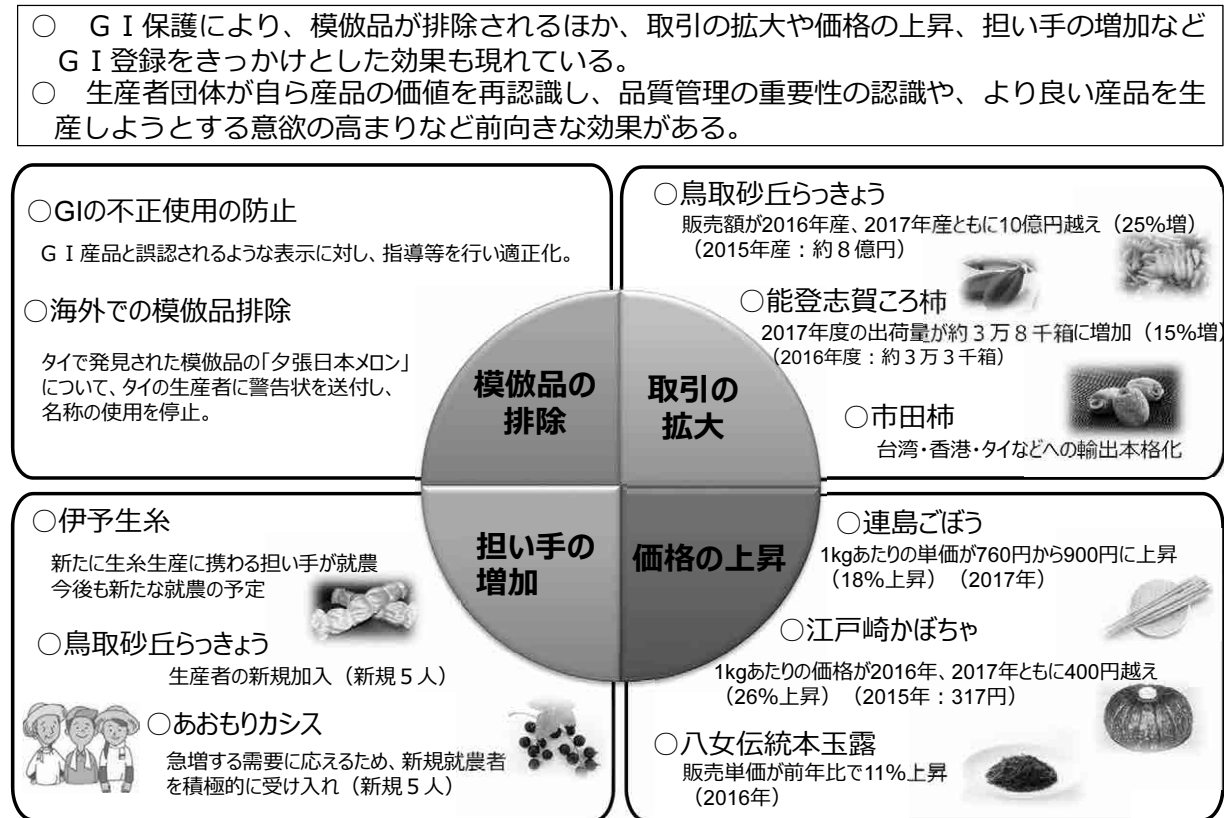 ○　ＧＩ保護により、模倣品が排除されるほか、取引の拡大や価格の上昇、担い手の増加など
ＧＩ登録をきっかけとした効果も現れている。
○　生産者団体が自ら産品の価値を再認識し、品質管理の重要性の認識や、より良い産品を生
産しようとする意欲の高まりなど前向きな効果がある。
○GIの不正使用の防止
ＧＩ産品と誤認されるような表示に対し、指導等を行い適正化。
○海外での模倣品排除
タイで発見された模倣品の「夕張日本メロン」
について、タイの生産者に警告状を送付し、
名称の使用を停止。
○鳥取砂丘らっきょう
販売額が2016年産、2017年産ともに10億円越え（25%増）
（2015年産：約８億円）
○能登志賀ころ柿
2017年度の出荷量が約３万８千箱に増加（15%増）
（2016年度：約３万３千箱）
○市田柿
台湾・香港・タイなどへの輸出本格化
模倣品の
排除
取引の
拡大
担い手の
増加
価格の上昇
○伊予生糸
新たに生糸生産に携わる担い手が就農
今後も新たな就農の予定
○鳥取砂丘らっきょう
生産者の新規加入（新規５人）
○あおもりカシス
急増する需要に応えるため、新規就農者
を積極的に受け入れ（新規５人）
○連島ごぼう
1kgあたりの単価が760円から900円に上昇
（18%上昇）（2017年）
○江戸崎かぼちゃ
1kgあたりの価格が2016年、2017年ともに400円越え
（26%上昇）（2015年：317円）
○八女伝統本玉露
販売単価が前年比で11%上昇
（2016年）